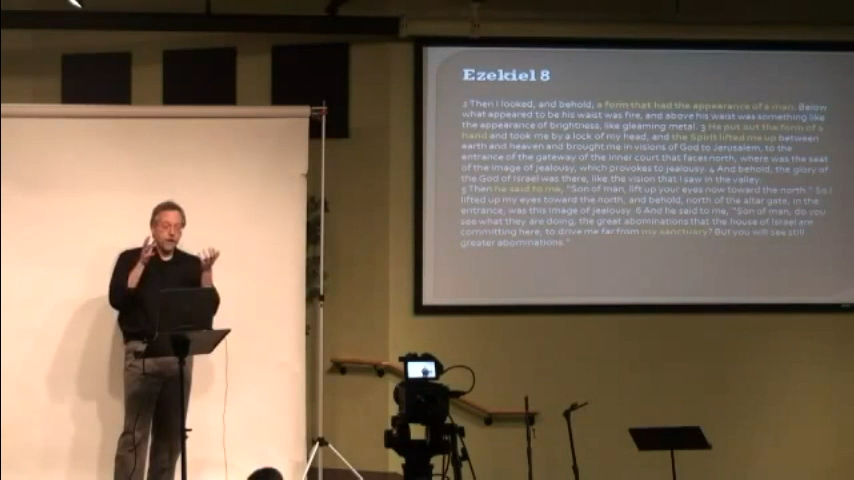 Ezekiel 8
2 Then I looked, and behold, a form that had the appearance of a man. Below
what appeared to be his waist was fire, and above his waist was something like
the appearance of brightness, like gleaming metal. 3 He put out the form of a
hand and took me by a lock of my head, and the Spirit lifted me up between
earth and heaven and brought me in visions of God to Jerusalem, to the
entrance of the gateway of the inner court that faces north, where was the seat
of the image of jealousy, which provokes to jealousy. 4 And behold, the glory of
the God of Israel was there, like the vision that I saw in the valley.
5 Then he said to me, "Son of man, lift up your eyes now toward the north." So I
lifted up my eyes toward the north, and behold, north of the altar gate, in the
entrance, was this image of jealousy. 6 And he said to me, "Son of man, do you
see what they are doing, the great abominations that the house of Israel are
committing here, to drive me far from my sanctuary? But you will see still
greater abominations."